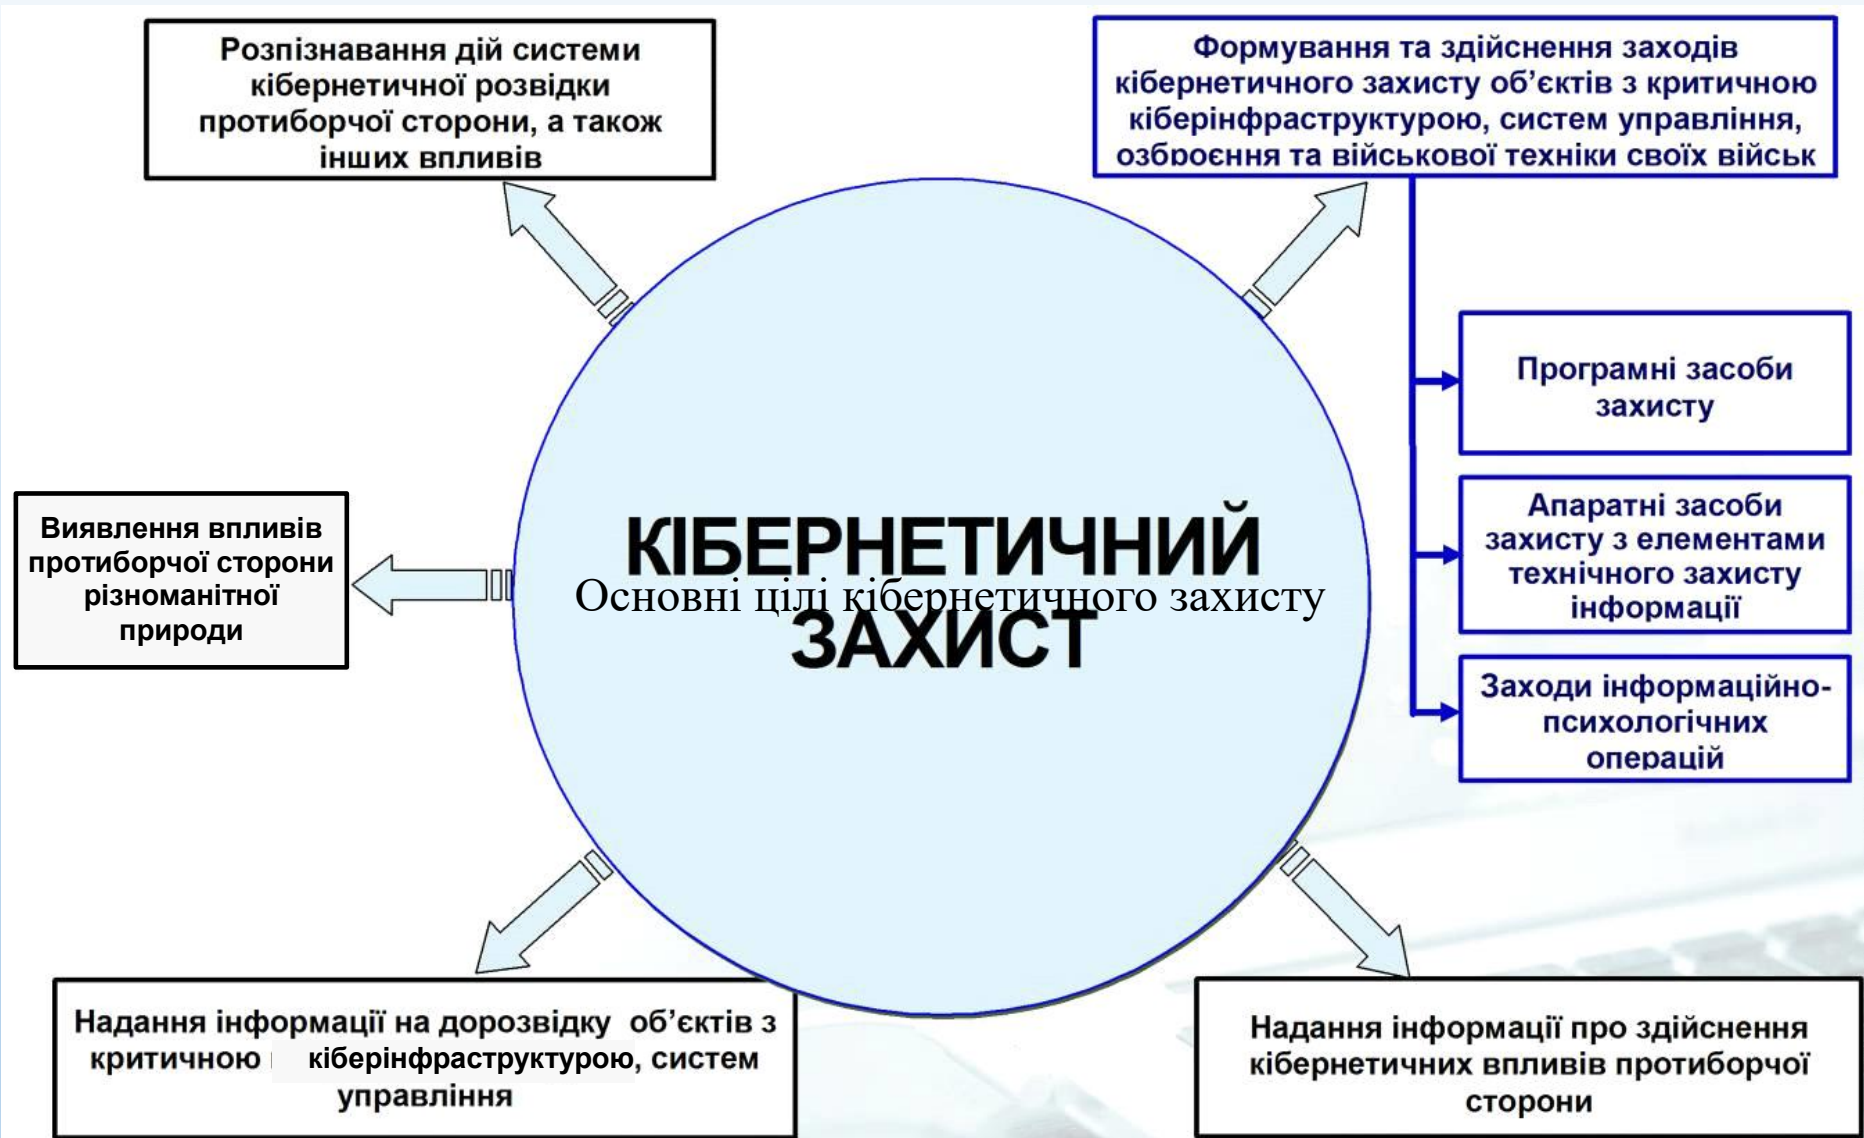 Розпізнавання дій системи
кібернетичної розвідки
протиборчої сторони, а також
інших впливів
Формування та здійснення заходів
кібернетичного захисту об’єктів з критичною
кіберінфраструктурою, систем управління,
озброєння та військової техніки своїх військ
Програмні засоби
захисту
Апаратні засоби
захисту з елементами
технічного захисту
інформації
Заходи інформаційно-
психологічних
операцій
Виявлення впливів
протиборчої сторони
різноманітної
природи
КІБЕРНЕТИЧНИЙ
Основні цілі кібернетичного захисту
ЗАХИСТ
Надання інформації на дорозвідку об’єктів з
критичною кіберінфраструктурою, систем
управління
Надання інформації про здійснення
кібернетичних впливів протиборчої
сторони